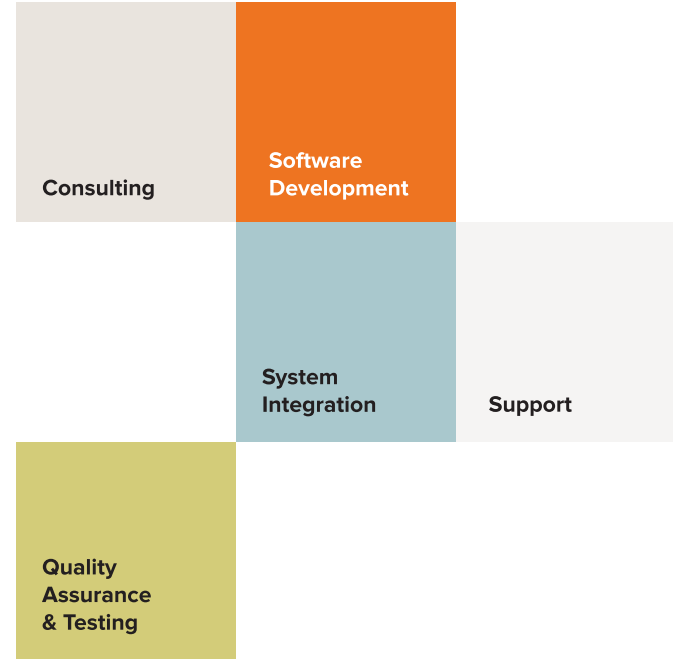 Consulting
Software
Development
System
Integration
Support
Quality
Assurance
& Testing